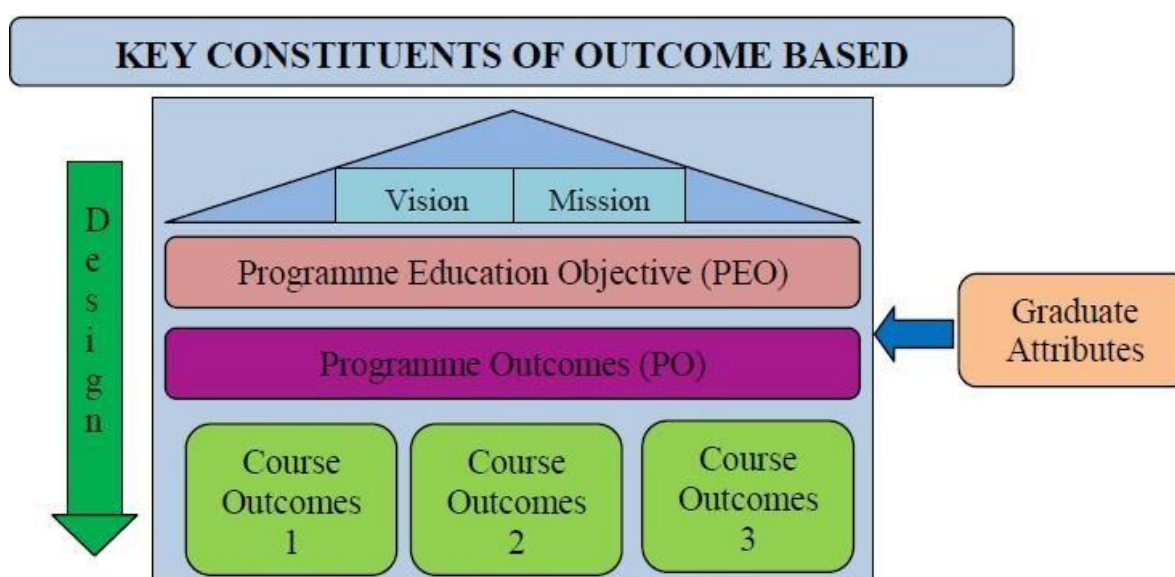 KEY CONSTITUENTS OF OUTCOME BASED
Design
Vision
Mission
Programme Education Objective (PEO)
Programme Outcomes (PO)
Graduate
Attributes
Course
Outcomes
1
Course
Outcomes
2
Course
Outcomes
3